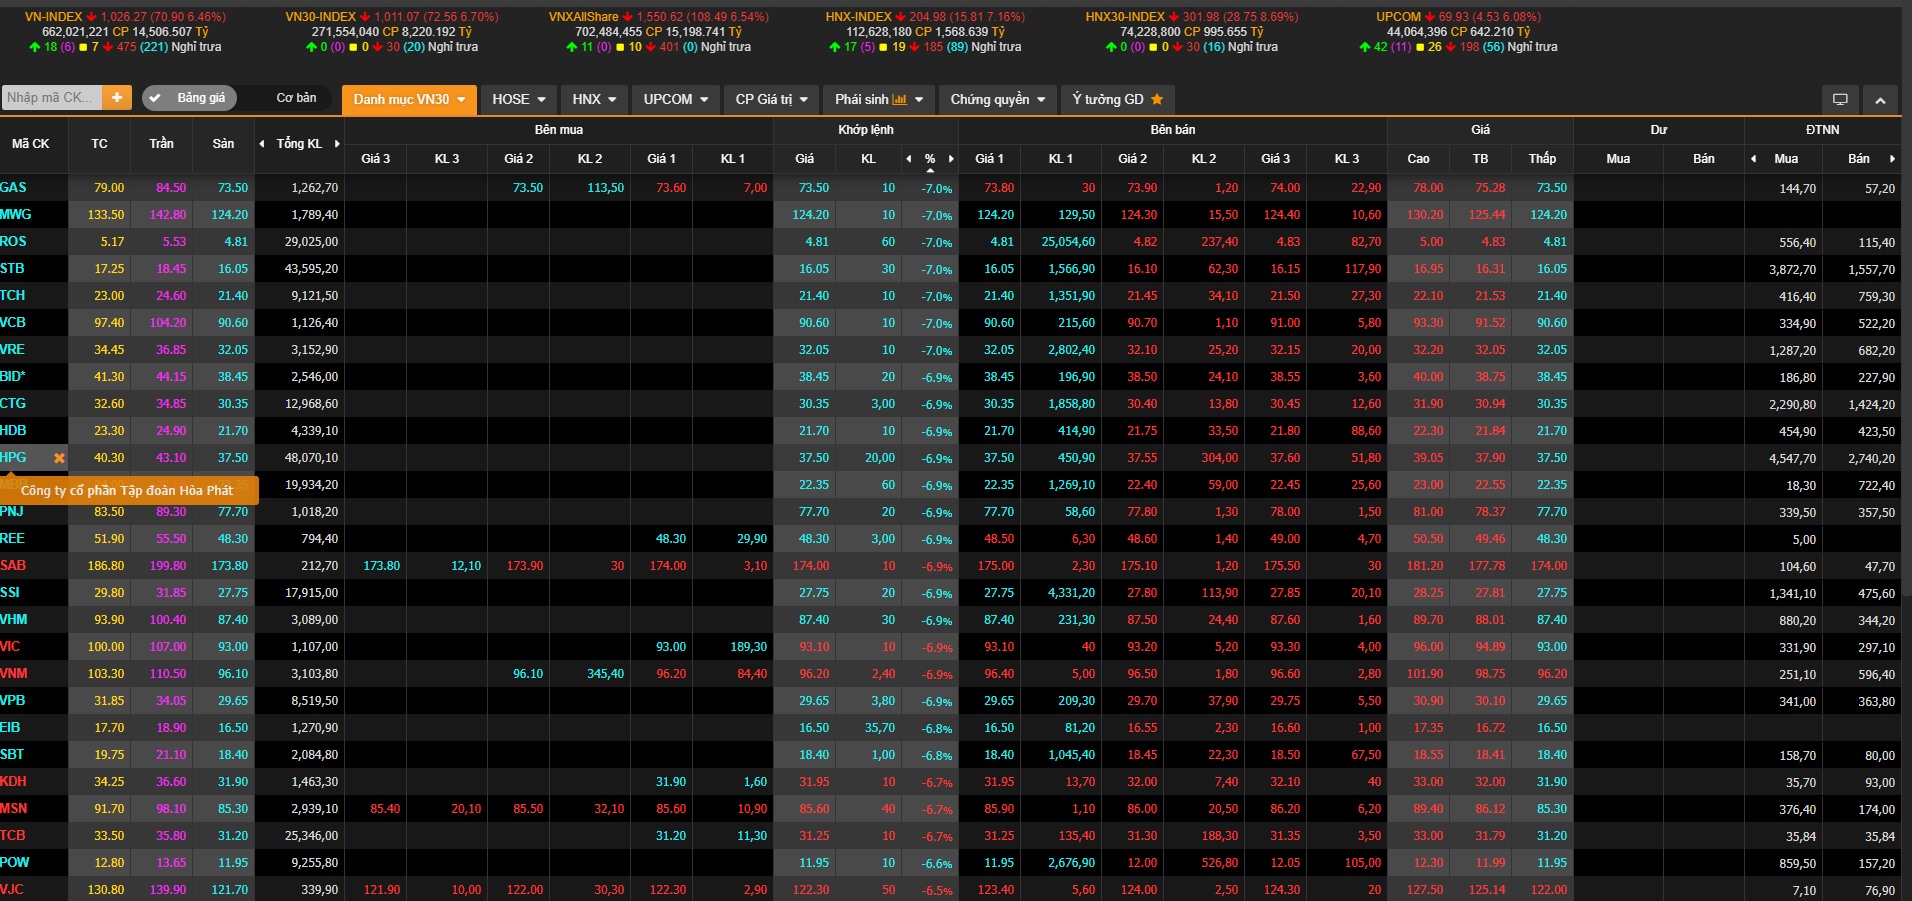 VN-INDEX 1,026.27 (70.90 6.46%) VN30-INDEX 1,011.07 (72.56 6.70%) VNXAllShare 1,550.62 (108.49 6.54%) HNX-INDEX 204.98 (15.81 7.16%) HNX30-INDEX 301.98 (28.75 8.69%) UPCOM 69.93 (4.53 6.08%)
662,021,221 CP 14,506.507 Tỷ 271,554,040 CP 8,220.192 Tỷ 702,484,455 CP 15,198.741 Tỷ 112,628,180 CP 1,568.639 Tỷ 74,228,800 CP 995.655 Tỷ 44,064,396 CP 642.210 Tỷ
18 (6) 7 475 (221) Nghỉ trưa 0 (0) 0 30 (20) Nghỉ trưa 11 (0) 10 401 (0) Nghỉ trưa 17 (5) 19 185 (89) Nghỉ trưa 0 (0) 0 30 (16) Nghỉ trưa 42 (11) 26 198 (56) Nghỉ trưa
Nhập mã CK... + Bảng giá Cơ bản Danh mục VN30 HOSE HNX UPCOM CP Giá trị Phái sinh Chứng quyền Ý tưởng GD
Mã CK TC Trần Sàn Tổng KL Bên mua Khớp lệnh Bên bán Giá Dư ĐTNN
Giá 3 KL 3 Giá 2 KL 2 Giá 1 KL 1 Giá KL % Giá 1 KL 1 Giá 2 KL 2 Giá 3 KL 3 Cao TB Thấp Mua Bán Mua Bán
GAS 79.00 84.50 73.50 1,262,70 73.50 113,50 73.60 7,00 73.50 10 -7.0% 73.80 30 73.90 1,20 74.00 22,90 78.00 75.28 73.50 144,70 57,20
MWG 133.50 142.80 124.20 1,789,40 124.20 10 -7.0% 124.20 129,50 124.30 15,50 124.40 10,60 130.20 125.44 124.20
ROS 5.17 5.53 4.81 29,025,00 4.81 60 -7.0% 4.81 25,054,60 4.82 237,40 4.83 82,70 5.00 4.83 4.81 556,40 115,40
STB 17.25 18.45 16.05 43,595,20 16.05 30 -7.0% 16.05 1,566,90 16.10 62,30 16.15 117,90 16.95 16.31 16.05 3,872,70 1,557,70
TCH 23.00 24.60 21.40 9,121,50 21.40 10 -7.0% 21.40 1,351,90 21.45 34,10 21.50 27,30 22.10 21.53 21.40 416,40 759,30
VCB 97.40 104.20 90.60 1,126,40 90.60 10 -7.0% 90.60 215,60 90.70 1,10 91.00 5,80 93.30 91.52 90.60 334,90 522,20
VRE 34.45 36.85 32.05 3,152,90 32.05 10 -7.0% 32.05 2,802,40 32.10 25,20 32.15 20,00 32.20 32.05 32.05 1,287,20 682,20
BID* 41.30 44.15 38.45 2,546,00 38.45 20 -6.9% 38.45 196,90 38.50 24,10 38.55 3,60 40.00 38.75 38.45 186,80 227,90
CTG 32.60 34.85 30.35 12,968,60 30.35 3,00 -6.9% 30.35 1,858,80 30.40 13,80 30.45 12,60 31.90 30.94 30.35 2,290,80 1,424,20
HDB 23.30 24.90 21.70 4,339,10 21.70 10 -6.9% 21.70 414,90 21.75 33,50 21.80 88,60 22.30 21.84 21.70 454,90 423,50
HPG 40.30 43.10 37.50 48,070,10 37.50 20,00 -6.9% 37.50 450,90 37.55 304,00 37.60 51,80 39.05 37.90 37.50 4,547,70 2,740,20
Công ty cổ phần Tập đoàn Hòa Phát 19,934,20 22.35 60 -6.9% 22.35 1,269,10 22.40 59,00 22.45 25,60 23.00 22.55 22.35 18,30 722,40
PNJ 83.50 89.30 77.70 1,018,20 77.70 20 -6.9% 77.70 58,60 77.80 1,30 78.00 1,50 81.00 78.37 77.70 339,50 357,50
REE 51.90 55.50 48.30 794,40 48.30 29,90 48.30 3,00 -6.9% 48.50 6,30 48.60 1,40 49.00 4,70 50.50 49.46 48.30 5,00
SAB 186.80 199.80 173.80 212,70 173.80 12,10 173.90 30 174.00 3,10 174.00 10 -6.9% 175.00 2,30 175.10 1,20 175.50 30 181.20 177.78 174.00 104,60 47,70
SSI 29.80 31.85 27.75 17,915,00 27.75 20 -6.9% 27.75 4,331,20 27.80 113,90 27.85 20,10 28.25 27.81 27.75 1,341,10 475,60
VHM 93.90 100.40 87.40 3,089,00 87.40 30 -6.9% 87.40 231,30 87.50 24,40 87.60 1,60 89.70 88.01 87.40 880,20 344,20
VIC 100.00 107.00 93.00 1,107,00 93.00 189,30 93.10 10 -6.9% 93.10 40 93.20 5,20 93.30 4,00 96.00 94.89 93.00 331,90 297,10
VNM 103.30 110.50 96.10 3,103,80 96.10 345,40 96.20 84,40 96.20 2,40 -6.9% 96.40 5,00 96.50 1,80 96.60 2,80 101.90 98.75 96.20 251,10 596,40
VPB 31.85 34.05 29.65 8,519,50 29.65 3,80 -6.9% 29.65 209,30 29.70 37,90 29.75 5,50 30.90 30.10 29.65 341,00 363,80
EIB 17.70 18.90 16.50 1,270,90 16.50 35,70 -6.8% 16.50 81,20 16.55 2,30 16.60 1,00 17.35 16.72 16.50
SBT 19.75 21.10 18.40 2,084,80 18.40 1,00 -6.8% 18.40 1,045,40 18.45 22,30 18.50 67,50 18.55 18.41 18.40 158,70 80,00
KDH 34.25 36.60 31.90 1,463,30 31.90 1,60 31.95 10 -6.7% 31.95 13,70 32.00 7,40 32.10 40 33.00 32.00 31.90 35,70 93,00
MSN 91.70 98.10 85.30 2,939,10 85.40 20,10 85.50 32,10 85.60 10,90 85.60 40 -6.7% 85.90 1,10 86.00 20,50 86.20 6,20 89.40 86.12 85.30 376,40 174,00
TCB 33.50 35.80 31.20 25,346,00 31.20 11,30 31.25 10 -6.7% 31.25 135,40 31.30 188,30 31.35 3,50 33.00 31.79 31.20 35,84 35,84
POW 12.80 13.65 11.95 9,255,80 11.95 10 -6.6% 11.95 2,676,90 12.00 526,80 12.05 105,00 12.30 11.99 11.95 859,50 157,20
VJC 130.80 139.90 121.70 339,90 121.90 10,00 122.00 30,30 122.30 2,90 122.30 50 -6.5% 123.40 5,60 124.00 2,50 124.30 20 127.50 125.14 122.00 7,10 76,90